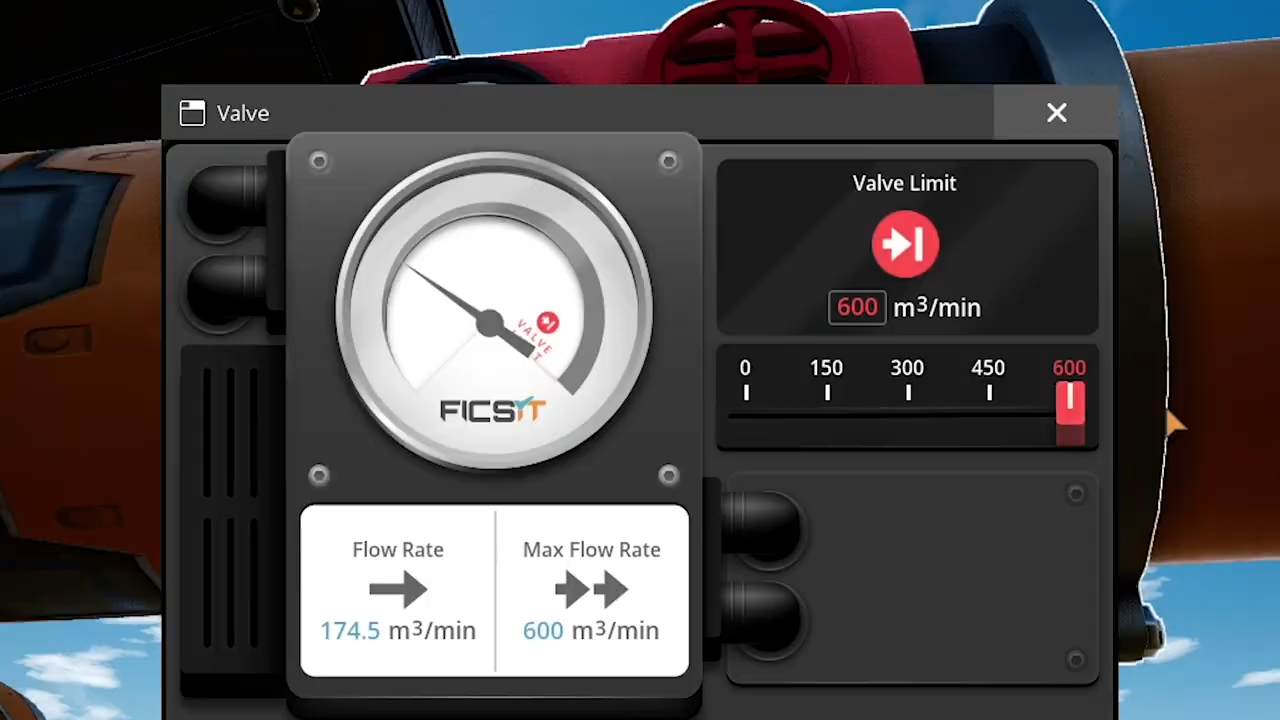 Valve
VALVE
FICSIT
Flow Rate
174.5 m3/min
Max Flow Rate
600 m3/min
Valve Limit
600 m3/min
0 150 300 450 600